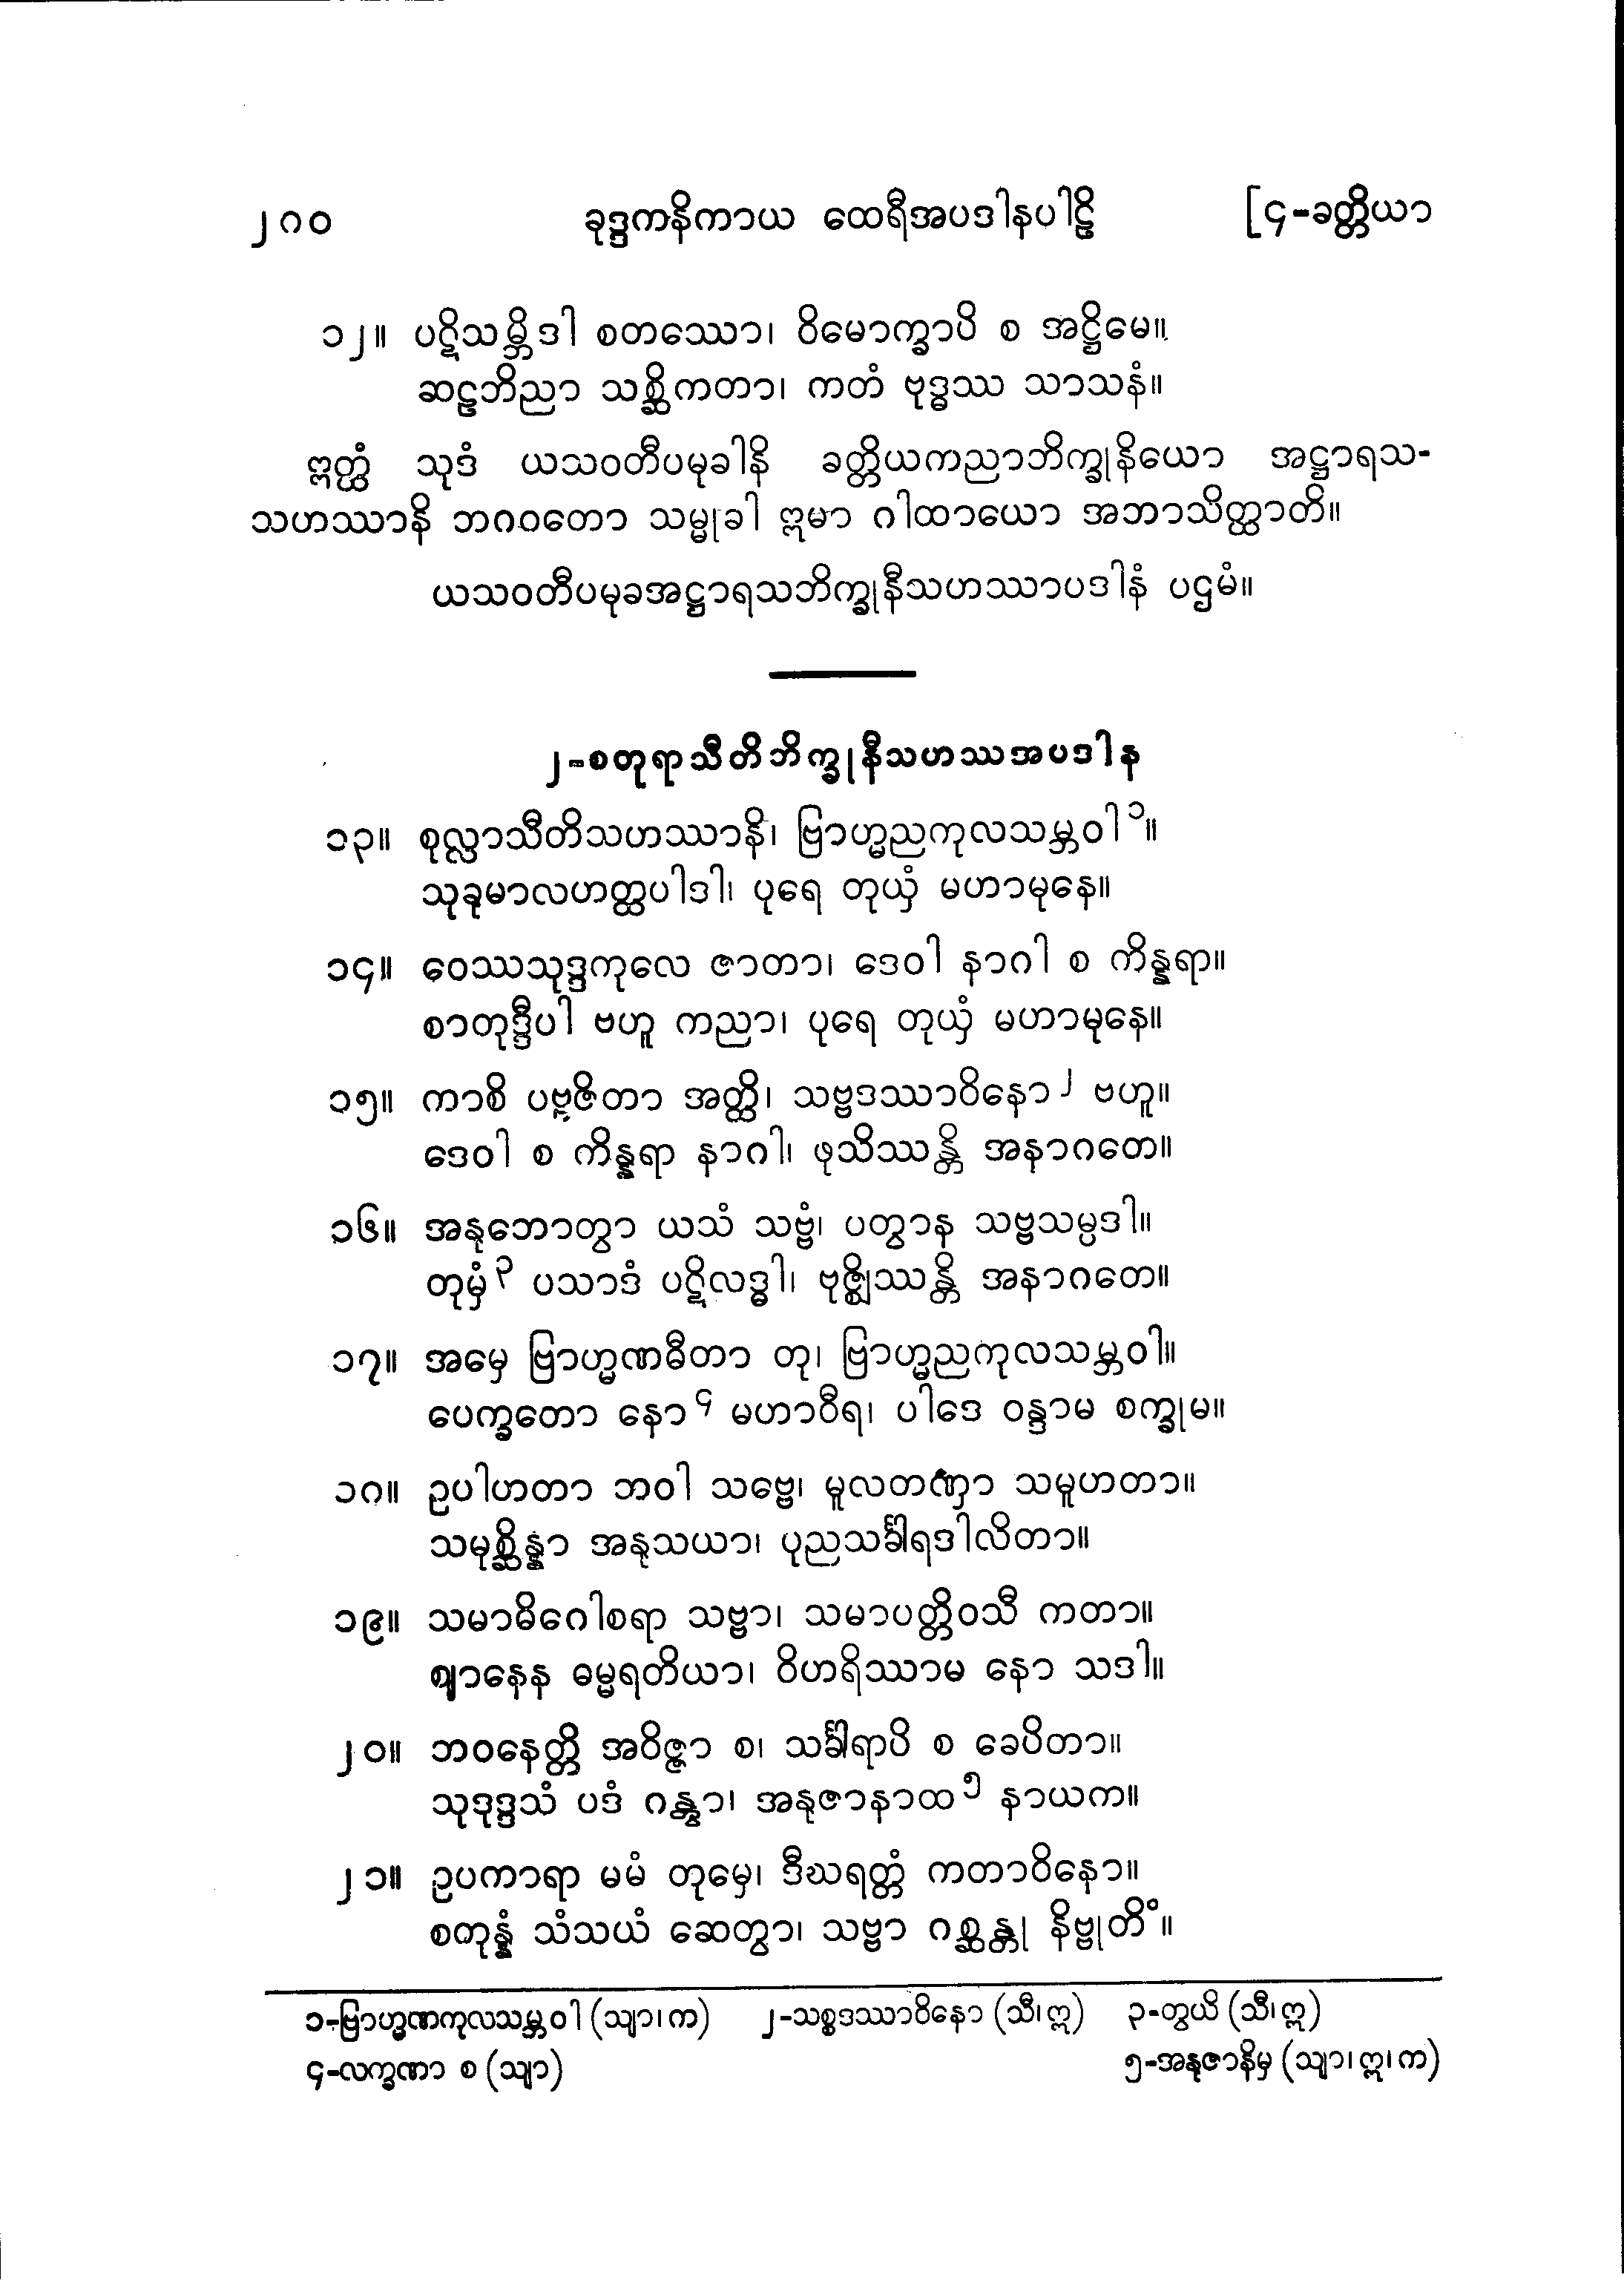 ၂၈၀ ခုဒ္ဒကနိကာယ ထေရီအပဒါနပါဠိ [၄-ခတ္တိယာ
၁၂။ ပဋိသမ္ဘိဒါ စတဿော၊ ဝိမောက္ခာပိ စ အဋ္ဌိမေ။
ဆဠဘိညာ သစ္ဆိကတာ၊ ကတံ ဗုဒ္ဓဿ သာသနံ။
ဣတ္ထံ သုဒံ ယသဝတီပမုခါနိ ခတ္တိယကညာဘိက္ခုနိယော အဋ္ဌာရသ-
သဟဿာနိ ဘဂဝတော သမ္မုခါ ဣမာ ဂါထာယော အဘာသိတ္ထာတိ။
ယသဝတီပမုခအဋ္ဌာရသဘိက္ခုနီသဟဿာပဒါနံ ပဌမံ။
၂-စတုရာသီတိဘိက္ခုနီသဟဿအပဒါန
၁၃။ စုလ္လာသီတိသဟဿာနိ၊ ဗြာဟ္မညကုလသမ္ဘဝါ ၁။
သုခုမာလဟတ္ထပါဒါ၊ ပုရေ တုယှံ မဟာမုနေ။
၁၄။ ဝေဿသုဒ္ဒကုလေ ဇာတာ၊ ဒေဝါ နာဂါ စ ကိန္နရာ။
စာတုဒ္ဒီပါ ဗဟူ ကညာ၊ ပုရေ တုယှံ မဟာမုနေ။
၁၅။ ကာစိ ပဗ္ဗဇိတာ အတ္ထိ၊ သဗ္ဗဒဿာဝိနော ၂ ဗဟူ။
ဒေဝါ စ ကိန္နရာ နာဂါ၊ ဖုသိဿန္တိ အနာဂတေ။
၁၆။ အနုဘောတွာ ယသံ သဗ္ဗံ၊ ပတွာန သဗ္ဗသမ္ပဒါ။
တုမှံ ၃ ပသာဒံ ပဋိလဒ္ဓါ၊ ဗုဇ္ဈိဿန္တိ အနာဂတေ။
၁၇။ အမှေ ဗြာဟ္မဏဓီတာ တု၊ ဗြာဟ္မညကုလသမ္ဘဝါ။
ပေက္ခတော နော ၄ မဟာဝီရ၊ ပါဒေ ဝန္ဒာမ စက္ခုမ။
၁၈။ ဥပါဟတာ ဘဝါ သဗ္ဗေ၊ မူလတဏှာ သမူဟတာ။
သမုစ္ဆိန္နာ အနုသယာ၊ ပုညသင်္ခါရဒါလိတာ။
၁၉။ သမာဓိဂေါစရာ သဗ္ဗာ၊ သမာပတ္တိဝသီ ကတာ။
ဈာနေန ဓမ္မရတိယာ၊ ဝိဟရိဿာမ နော သဒါ။
၂၀။ ဘဝနေတ္တိ အဝိဇ္ဇာ စ၊ သင်္ခါရာပိ စ ခေပိတာ။
သုဒုဒ္ဒသံ ပဒံ ဂန္တွာ၊ အနုဇာနာထ ၅ နာယက။
၂၁။ ဥပကာရာ မမံ တုမှေ၊ ဒီဃရတ္တံ ကတာဝိနော။
စတုန္နံ သံသယံ ဆေတွာ၊ သဗ္ဗာ ဂစ္ဆန္တု နိဗ္ဗုတိံ။
၁-ဗြာဟ္မဏကုလသမ္ဘဝါ (သျာ၊ က) ၂-သစ္စဒဿာဝိနော (သီ၊ ဣ) ၃-တွယိ (သီ၊ ဣ)
၄-လက္ခဏာ စ (သျာ) ၅-အနုဇာနိမှ (သျာ၊ ဣ၊ က)